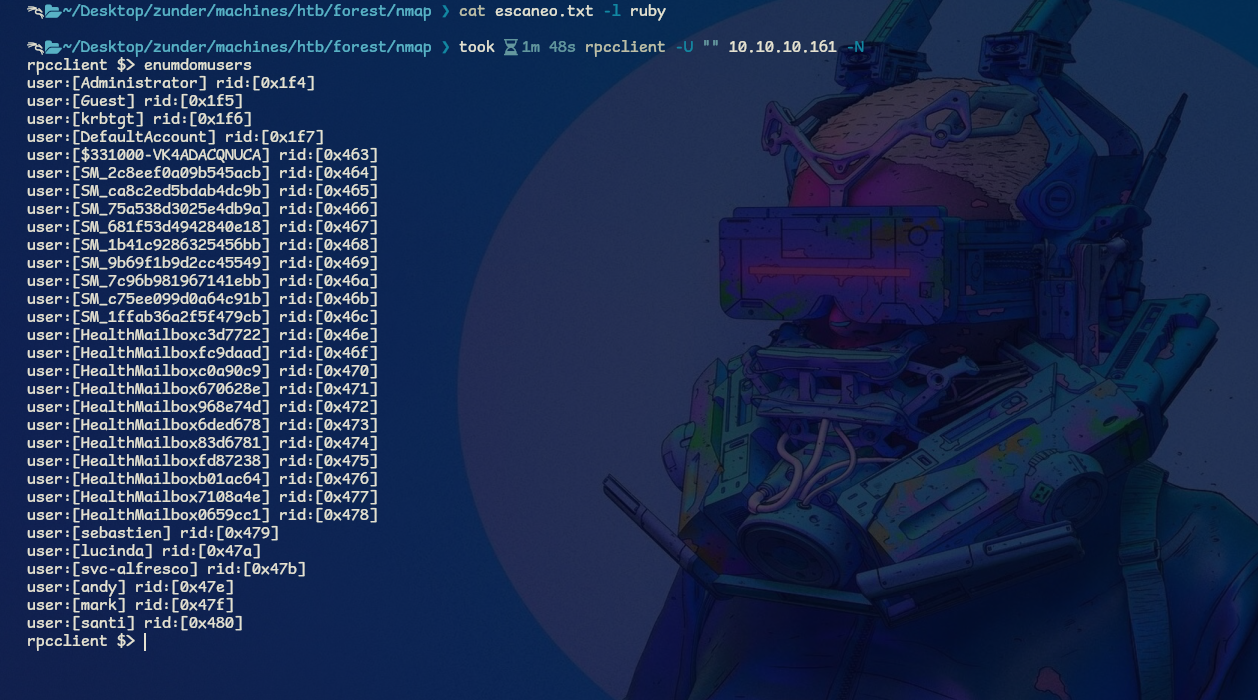 ~/Desktop/zunder/machines/htb/forest/nmap ❯ cat escaneo.txt -l ruby
~/Desktop/zunder/machines/htb/forest/nmap ❯ took 1m 48s rpcclient -U "" 10.10.10.161 -N
rpcclient $> enumdomusers
user:[Administrator] rid:[0x1f4]
user:[Guest] rid:[0x1f5]
user:[krbtgt] rid:[0x1f6]
user:[DefaultAccount] rid:[0x1f7]
user:[$331000-VK4ADACQNUCA] rid:[0x463]
user:[SM_2c8eef0a09b545acb] rid:[0x464]
user:[SM_ca8c2ed5bdab4dc9b] rid:[0x465]
user:[SM_75a538d3025e4db9a] rid:[0x466]
user:[SM_681f53d4942840e18] rid:[0x467]
user:[SM_1b41c9286325456bb] rid:[0x468]
user:[SM_9b69f1b9d2cc45549] rid:[0x469]
user:[SM_7c96b981967141ebb] rid:[0x46a]
user:[SM_c75ee099d0a64c91b] rid:[0x46b]
user:[SM_1ffab36a2f5f479cb] rid:[0x46c]
user:[HealthMailboxc3d7722] rid:[0x46e]
user:[HealthMailboxfc9daad] rid:[0x46f]
user:[HealthMailboxc0a90c9] rid:[0x470]
user:[HealthMailbox670628e] rid:[0x471]
user:[HealthMailbox968e74d] rid:[0x472]
user:[HealthMailbox6ded678] rid:[0x473]
user:[HealthMailbox83d6781] rid:[0x474]
user:[HealthMailboxfd87238] rid:[0x475]
user:[HealthMailboxb01ac64] rid:[0x476]
user:[HealthMailbox7108a4e] rid:[0x477]
user:[HealthMailbox0659cc1] rid:[0x478]
user:[sebastien] rid:[0x479]
user:[lucinda] rid:[0x47a]
user:[svc-alfresco] rid:[0x47b]
user:[andy] rid:[0x47e]
user:[mark] rid:[0x47f]
user:[santi] rid:[0x480]
rpcclient $>